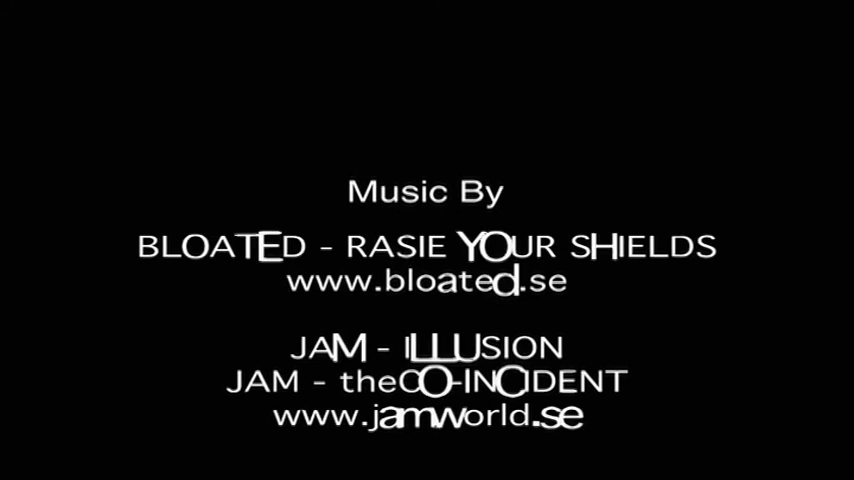 Music By
BLOATED - RASIE YOUR SHIELDS
www.bloated.se
JAM - ILLUSION
JAM - theCO-INCIDENT
www.jamworld.se